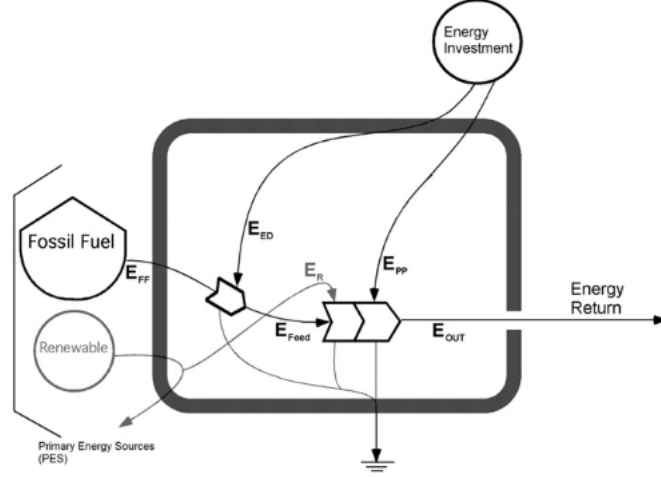 Energy
Investment
Fossil Fuel
E_FF
E_ED
E_R
E_PP
E_Feed
E_OUT
Energy
Return
Renewable
Primary Energy Sources
(PES)